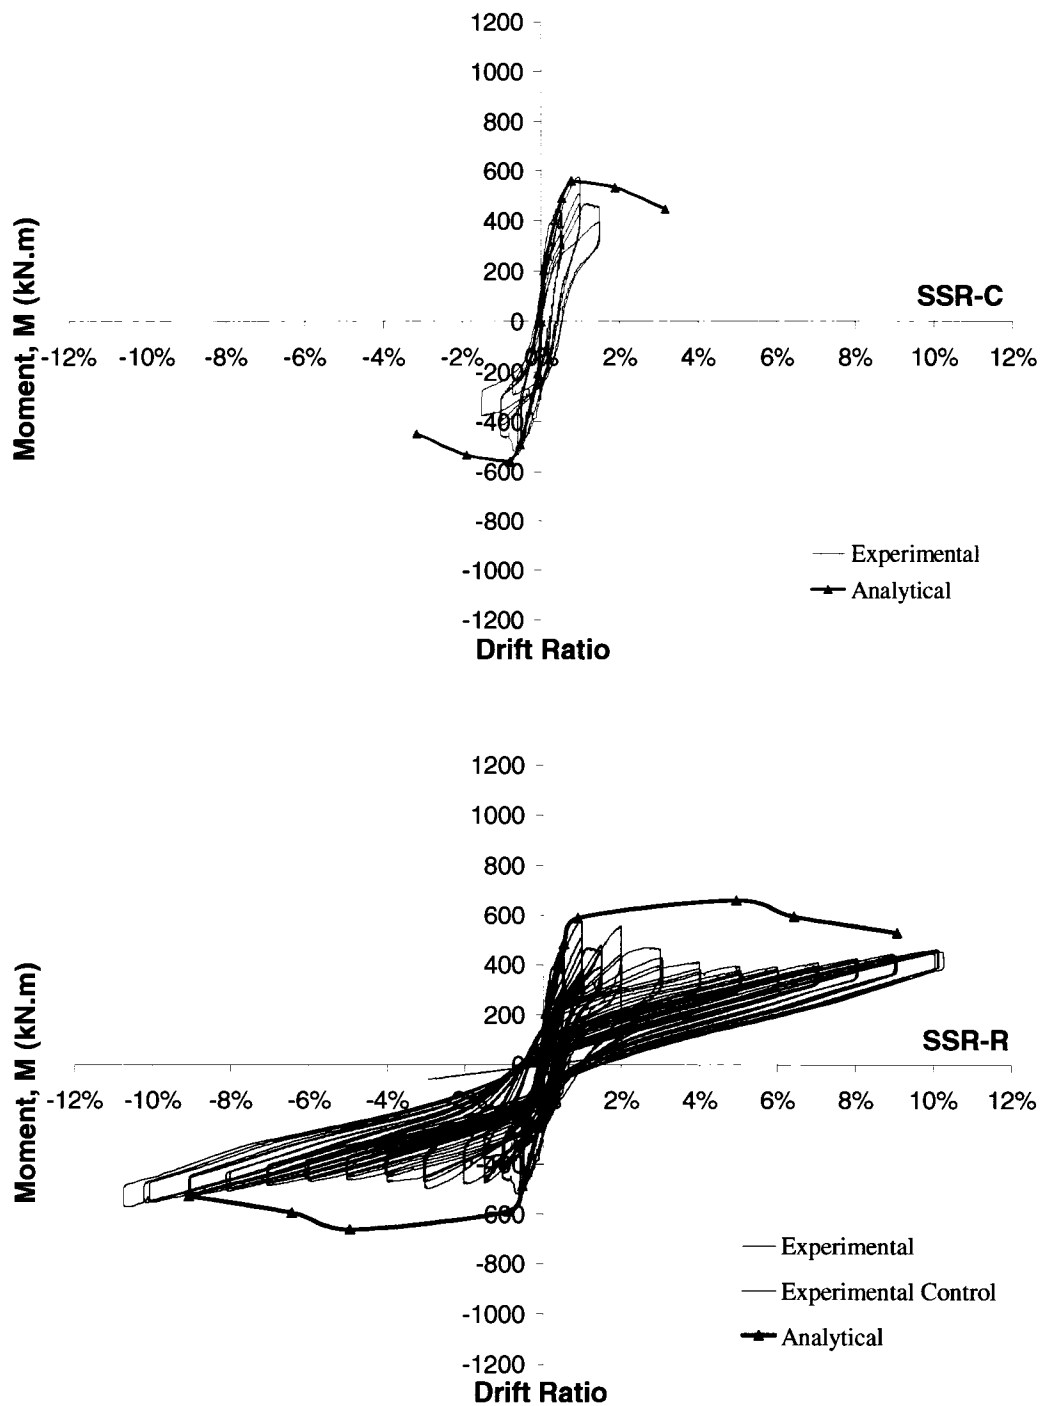 1200
1000
800
600
400
200
0
SSR-C
-12% -10% -8% -6% -4% -2% 2% 4% 6% 8% 10% 12%
-200
-400
-600
-800
-1000
-1200
Moment, M (kN.m)
Experimental
Analytical
Drift Ratio
1200
1000
800
600
400
200
SSR-R
-12% -10% -8% -6% -4% 2% 4% 6% 8% 10% 12%
600
-800
-1000
-1200
Moment, M (kN.m)
Experimental
Experimental Control
Analytical
Drift Ratio